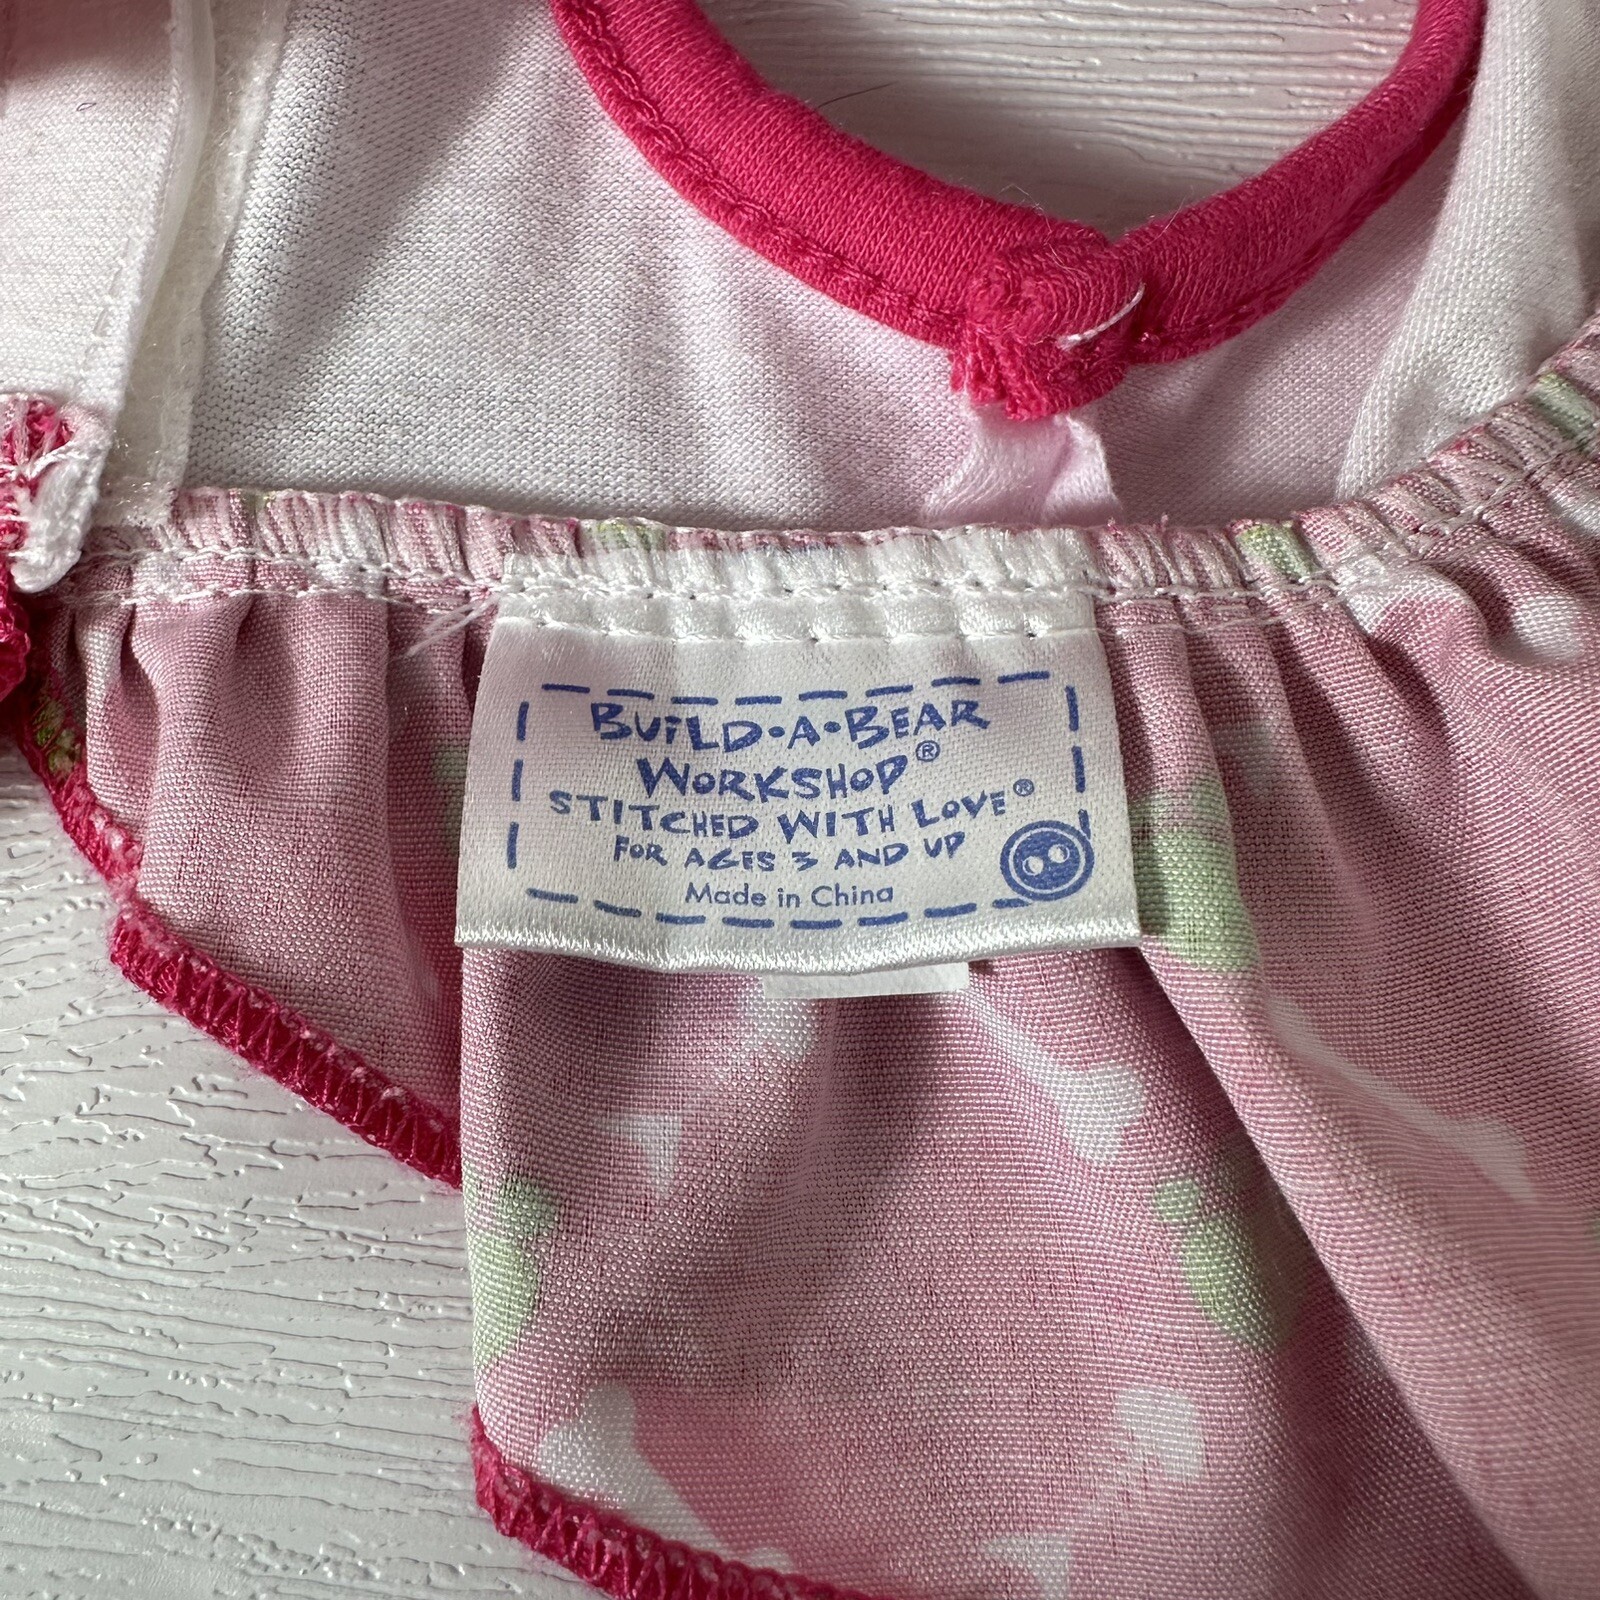 BUiLD•A•BEAR
WORKSHOP®
STITCHED WITH LOVE®
FOR AGES 3 AND UP
Made in China